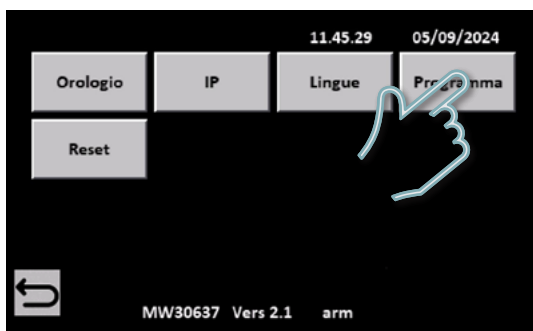 11.45.29 05/09/2024
Orologio IP Lingue Programma
Reset
MW30637 Vers 2.1 arm